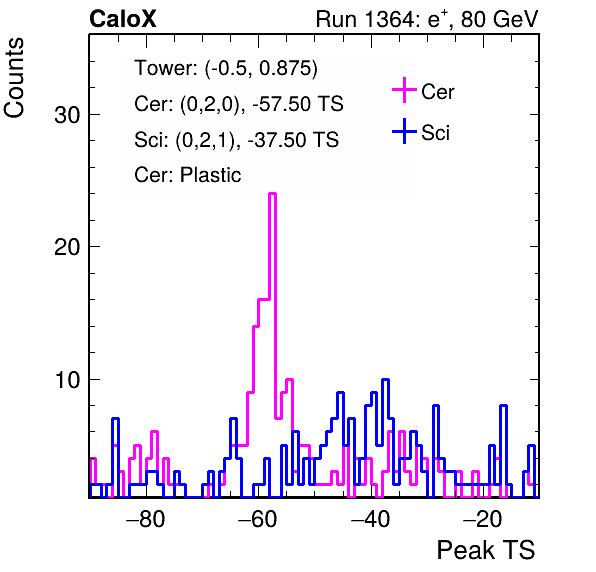 CaloX Run 1364: e+, 80 GeV
Counts
Tower: (-0.5, 0.875)
Cer: (0,2,0), -57.50 TS
Sci: (0,2,1), -37.50 TS
Cer: Plastic
Cer
Sci
30
20
10
−80 −60 −40 −20
Peak TS